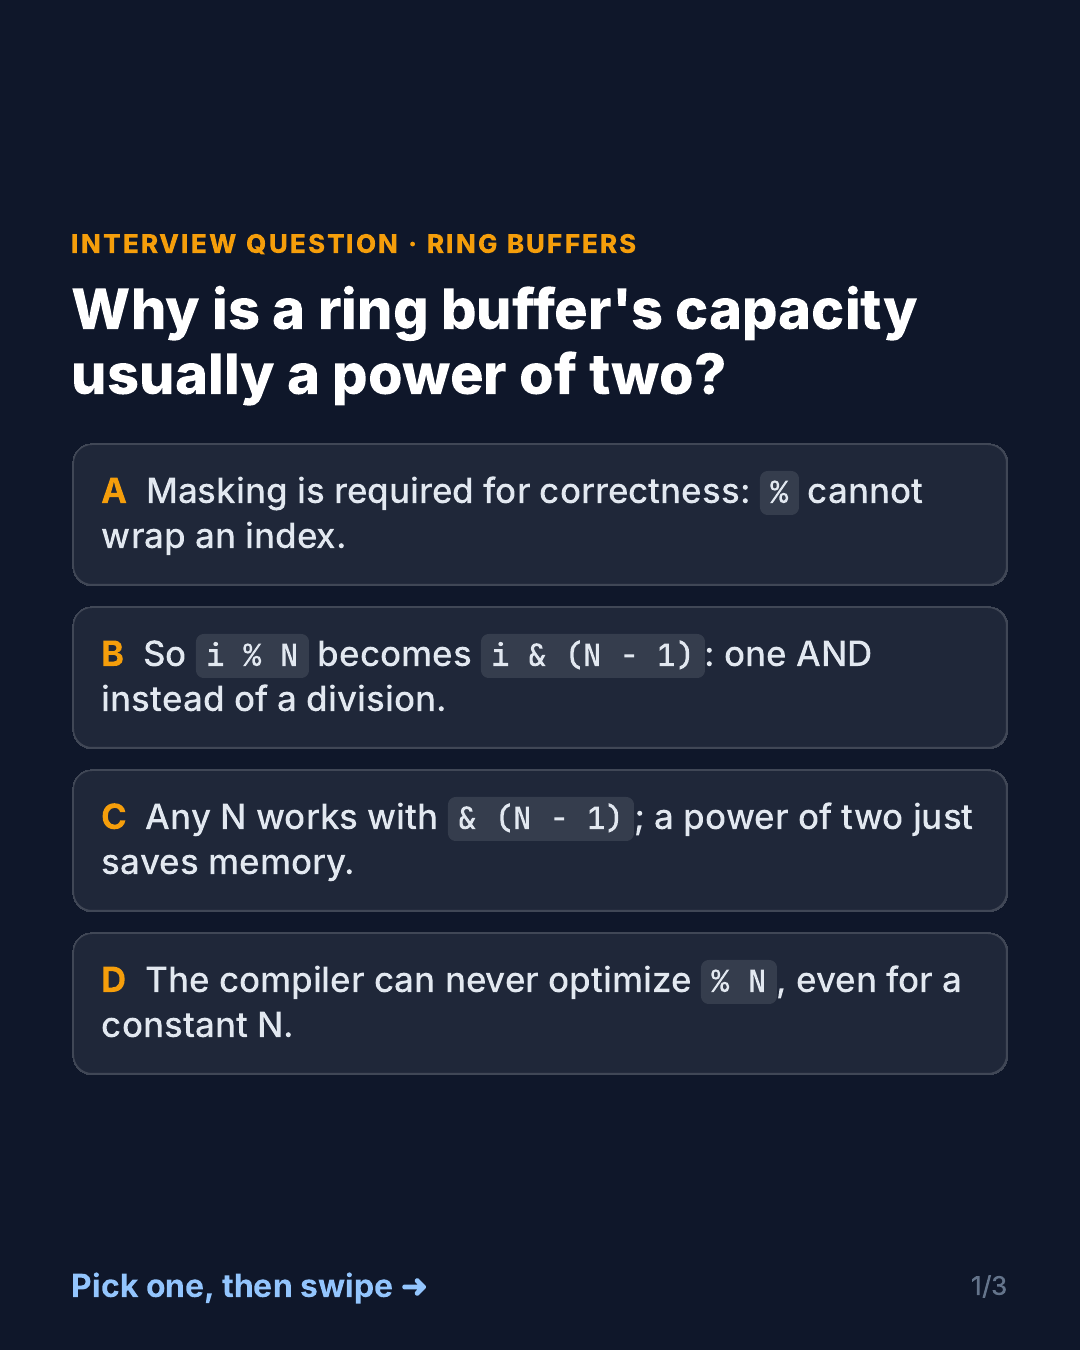 INTERVIEW QUESTION · RING BUFFERS
Why is a ring buffer's capacity
usually a power of two?
A Masking is required for correctness: % cannot
wrap an index.
B So i % N becomes i & (N - 1): one AND
instead of a division.
C Any N works with & (N - 1); a power of two just
saves memory.
D The compiler can never optimize % N, even for a
constant N.
Pick one, then swipe ➜
1/3